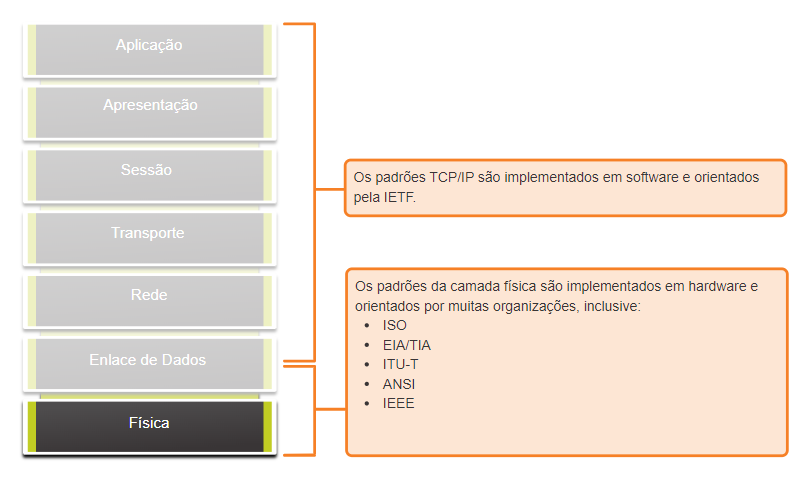 Aplicação
Apresentação
Sessão
Transporte
Rede
Enlace de Dados
Física
Os padrões TCP/IP são implementados em software e orientados
pela IETF.
Os padrões da camada física são implementados em hardware e
orientados por muitas organizações, inclusive:
• ISO
• EIA/TIA
• ITU-T
• ANSI
• IEEE